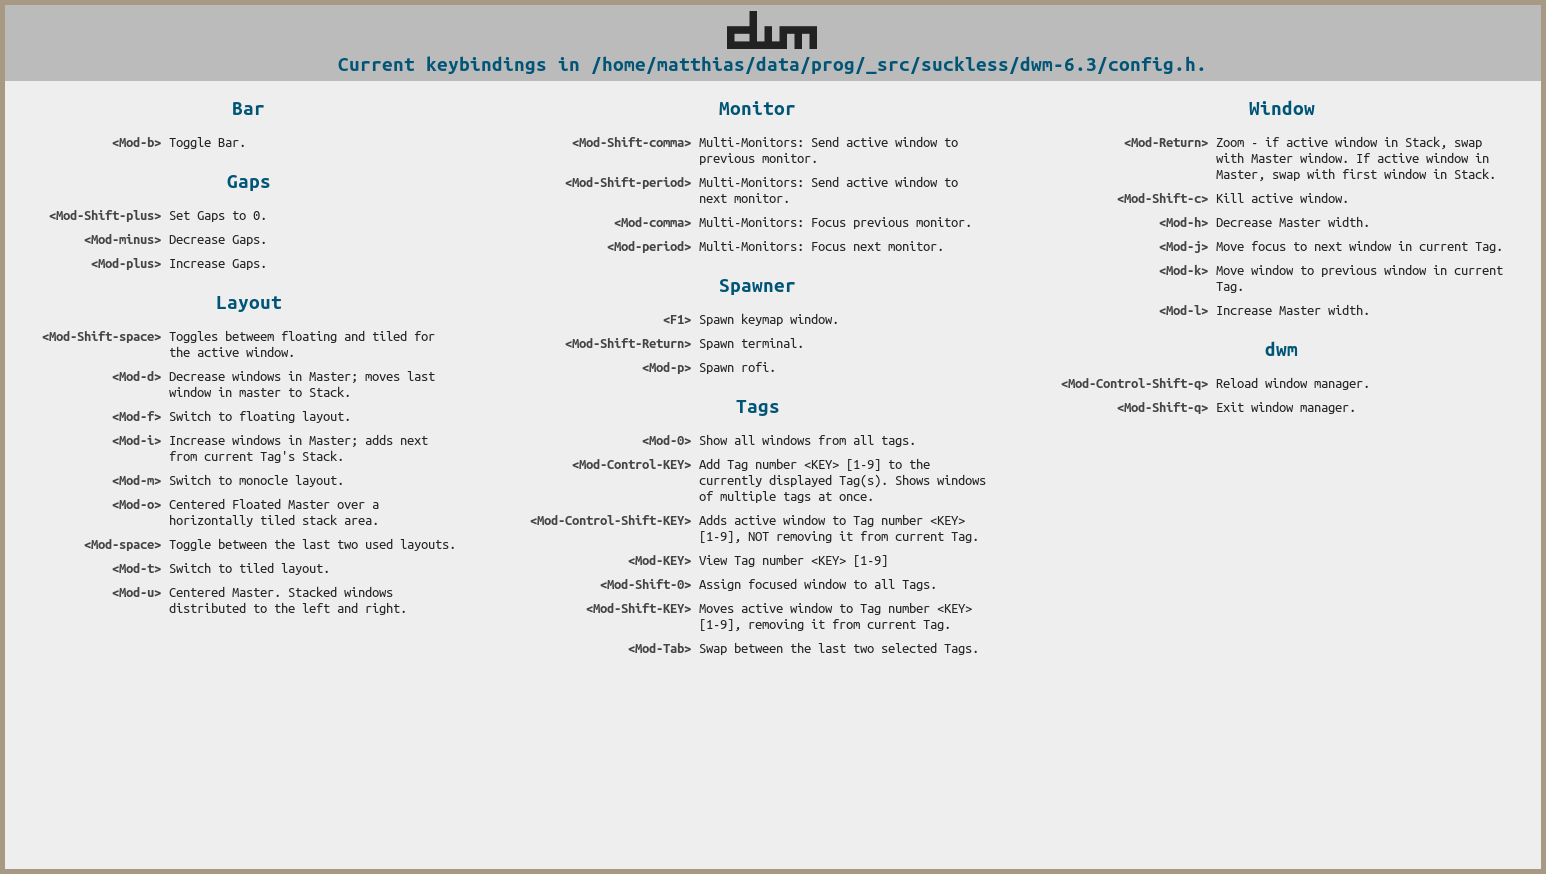 dwm
Current keybindings in /home/matthias/data/prog/_src/suckless/dwm-6.3/config.h.
Bar
<Mod-b> Toggle Bar.
Gaps
<Mod-Shift-plus> Set Gaps to 0.
<Mod-minus> Decrease Gaps.
<Mod-plus> Increase Gaps.
Layout
<Mod-Shift-space> Toggles betweem floating and tiled for
the active window.
<Mod-d> Decrease windows in Master; moves last
window in master to Stack.
<Mod-f> Switch to floating layout.
<Mod-i> Increase windows in Master; adds next
from current Tag's Stack.
<Mod-m> Switch to monocle layout.
<Mod-o> Centered Floated Master over a
horizontally tiled stack area.
<Mod-space> Toggle between the last two used layouts.
<Mod-t> Switch to tiled layout.
<Mod-u> Centered Master. Stacked windows
distributed to the left and right.
Monitor
<Mod-Shift-comma> Multi-Monitors: Send active window to
previous monitor.
<Mod-Shift-period> Multi-Monitors: Send active window to
next monitor.
<Mod-comma> Multi-Monitors: Focus previous monitor.
<Mod-period> Multi-Monitors: Focus next monitor.
Spawner
<F1> Spawn keymap window.
<Mod-Shift-Return> Spawn terminal.
<Mod-p> Spawn rofi.
Tags
<Mod-0> Show all windows from all tags.
<Mod-Control-KEY> Add Tag number <KEY> [1-9] to the
currently displayed Tag(s). Shows windows
of multiple tags at once.
<Mod-Control-Shift-KEY> Adds active window to Tag number <KEY>
[1-9], NOT removing it from current Tag.
<Mod-KEY> View Tag number <KEY> [1-9]
<Mod-Shift-0> Assign focused window to all Tags.
<Mod-Shift-KEY> Moves active window to Tag number <KEY>
[1-9], removing it from current Tag.
<Mod-Tab> Swap between the last two selected Tags.
Window
<Mod-Return> Zoom - if active window in Stack, swap
with Master window. If active window in
Master, swap with first window in Stack.
<Mod-Shift-c> Kill active window.
<Mod-h> Decrease Master width.
<Mod-j> Move focus to next window in current Tag.
<Mod-k> Move window to previous window in current
Tag.
<Mod-l> Increase Master width.
dwm
<Mod-Control-Shift-q> Reload window manager.
<Mod-Shift-q> Exit window manager.